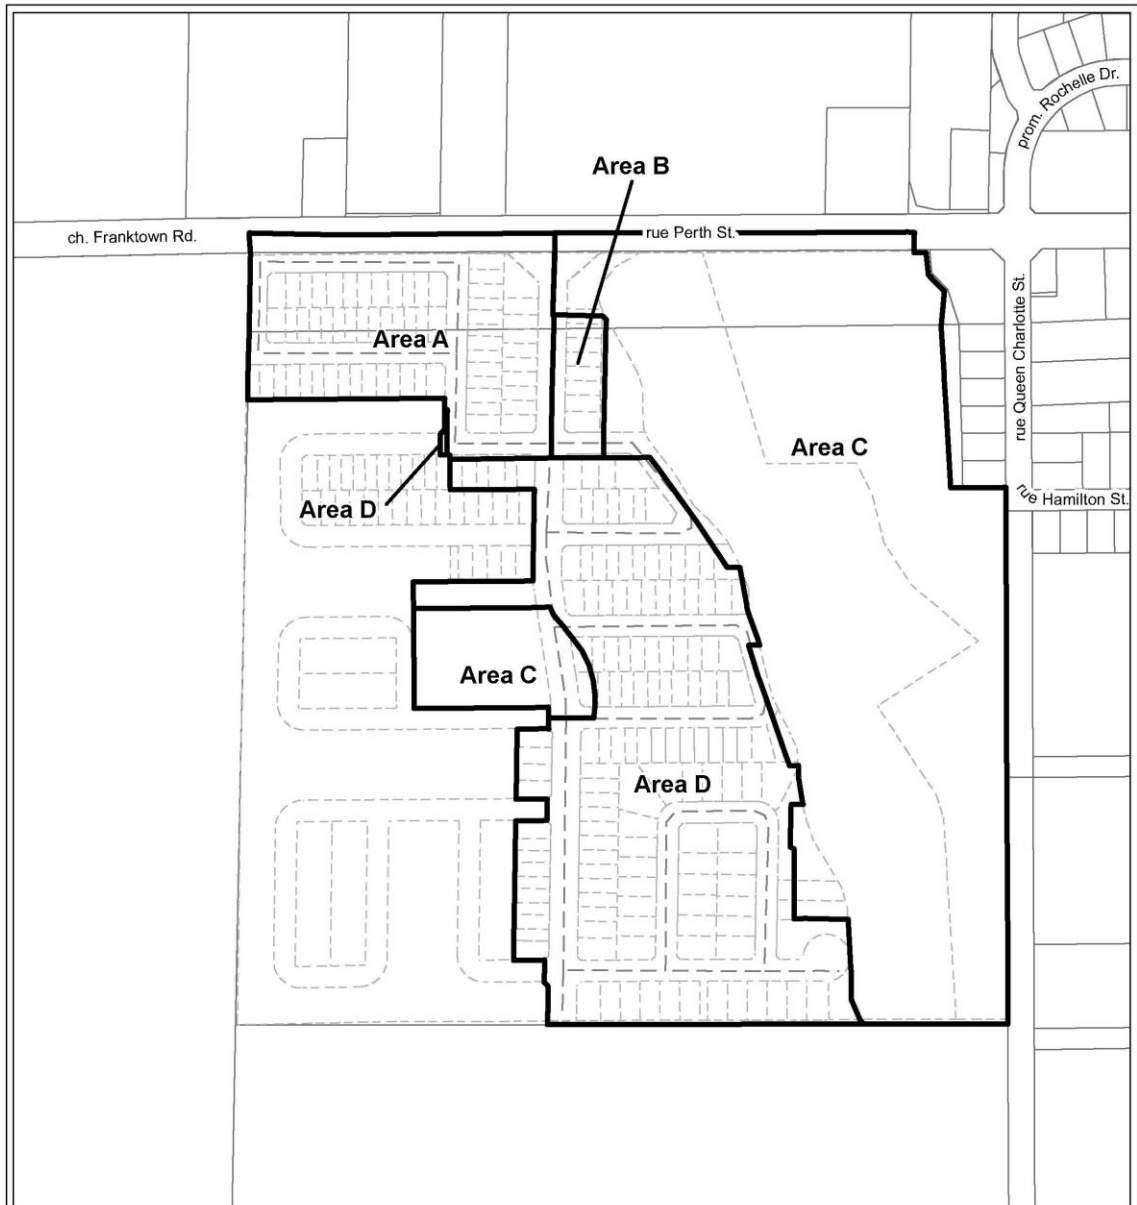 prom. Rochelle Dr.
Area B
ch. Franktown Rd.
rue Perth St.
Area A
rue Queen Charlotte St.
Area C
rue Hamilton St.
Area D
Area C
Area D